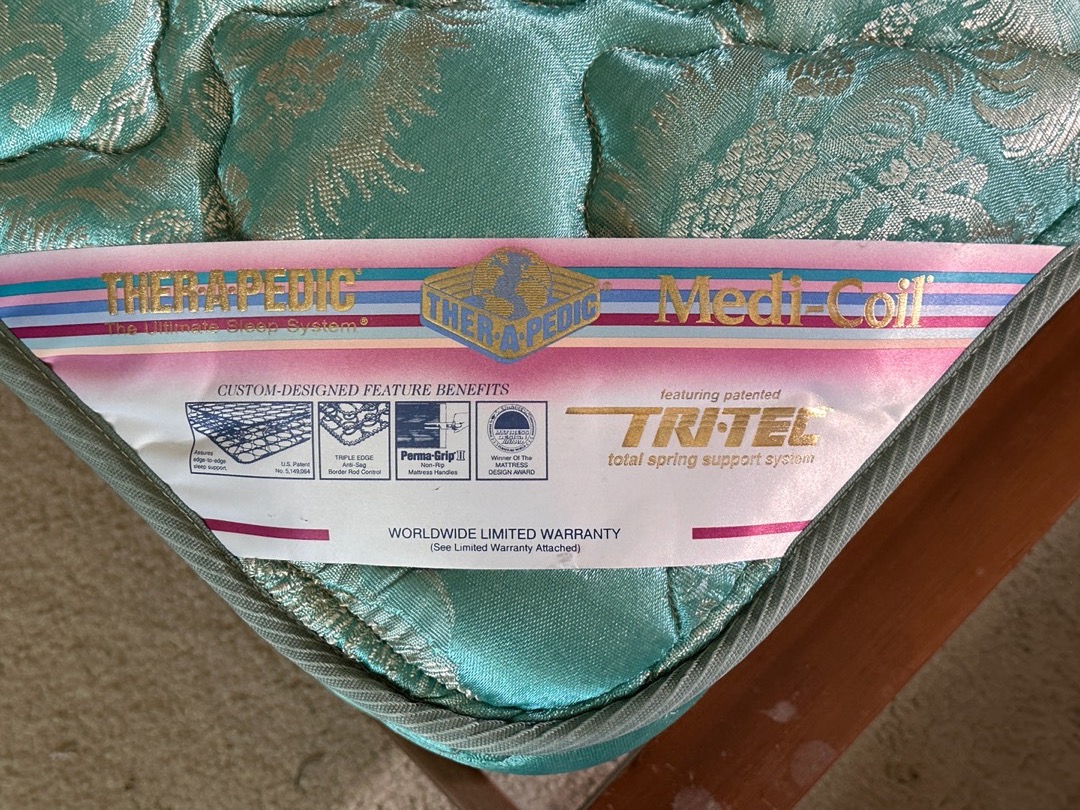 THER·A·PEDIC®
The Ultimate Sleep System®
THER·A·PEDIC®
Medi-Coil®
CUSTOM-DESIGNED FEATURE BENEFITS
Assures
edge-to-edge
sleep support.
U.S. Patent
No. 5,149,064
TRIPLE EDGE
Anti-Sag
Border Rod Control
Perma-Grip II
Non-Rip
Mattress Handles
MATTRESS
DESIGN
AWARD
Winner Of The
MATTRESS
DESIGN AWARD
featuring patented
TRI·TEC
total spring support system
WORLDWIDE LIMITED WARRANTY
(See Limited Warranty Attached)